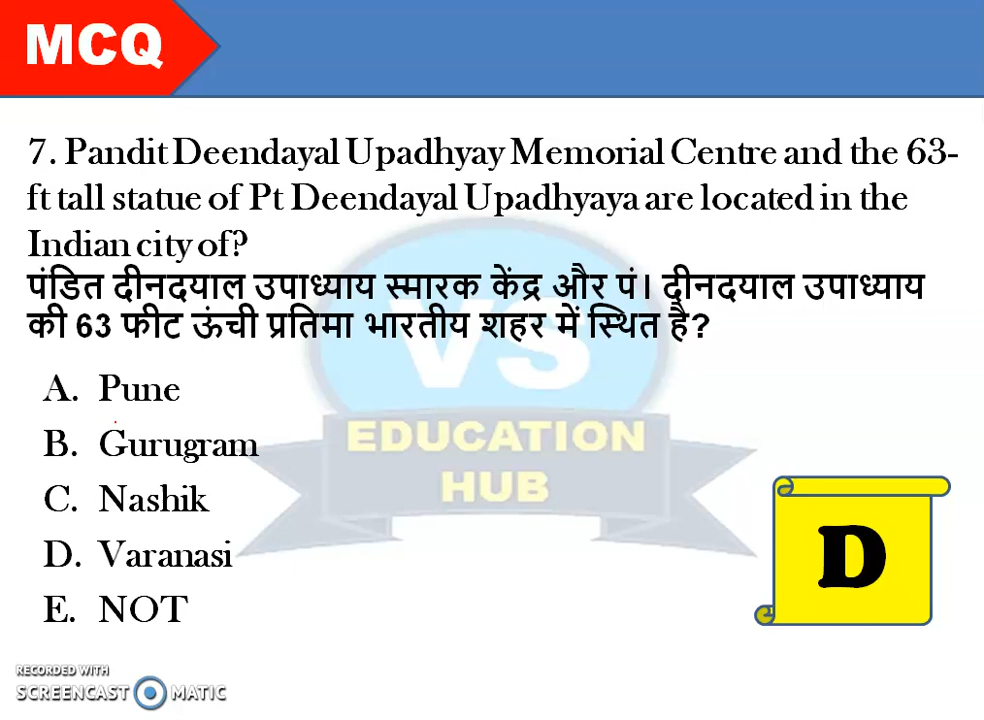 MCQ
7. Pandit Deendayal Upadhyay Memorial Centre and the 63-
ft tall statue of Pt Deendayal Upadhyaya are located in the
Indian city of?
पंडित दीनदयाल उपाध्याय स्मारक केंद्र और पं। दीनदयाल उपाध्याय
की 63 फीट ऊंची प्रतिमा भारतीय शहर में स्थित है?
A. Pune
B. Gurugram
C. Nashik
D. Varanasi
E. NOT
VS
EDUCATION
HUB
D
RECORDED WITH
SCREENCAST MATIC